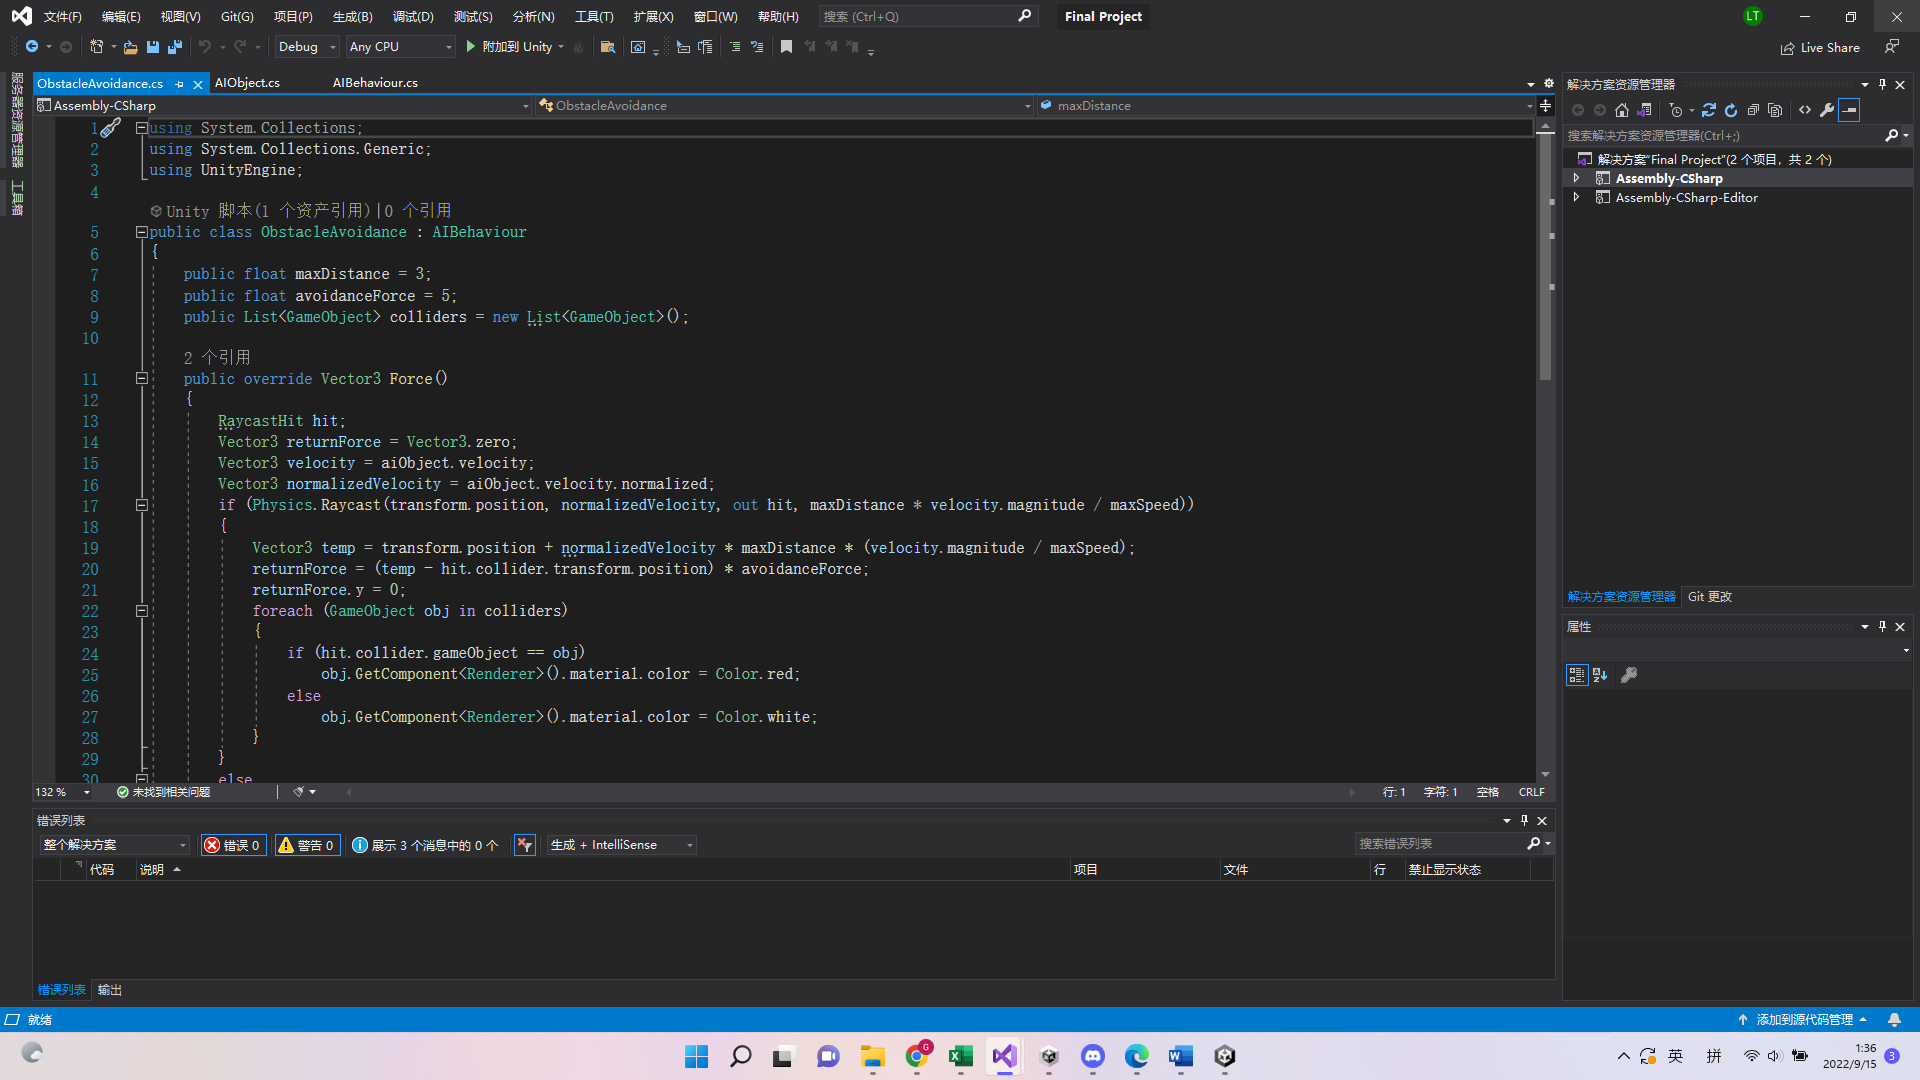 文件(F) 编辑(E) 视图(V) Git(G) 项目(P) 生成(B) 调试(D) 测试(S) 分析(N) 工具(T) 扩展(X) 窗口(W) 帮助(H) 搜索 (Ctrl+Q) Final Project LT
Debug Any CPU 附加到 Unity Live Share
服务器资源管理器
工具箱
ObstacleAvoidance.cs AIObject.cs AIBehaviour.cs
Assembly-CSharp ObstacleAvoidance maxDistance
1 using System.Collections;
2 using System.Collections.Generic;
3 using UnityEngine;
4
Unity 脚本(1 个资产引用)|0 个引用
5 public class ObstacleAvoidance : AIBehaviour
6 {
7 public float maxDistance = 3;
8 public float avoidanceForce = 5;
9 public List<GameObject> colliders = new List<GameObject>();
10
2 个引用
11 public override Vector3 Force()
12 {
13 RaycastHit hit;
14 Vector3 returnForce = Vector3.zero;
15 Vector3 velocity = aiObject.velocity;
16 Vector3 normalizedVelocity = aiObject.velocity.normalized;
17 if (Physics.Raycast(transform.position, normalizedVelocity, out hit, maxDistance * velocity.magnitude / maxSpeed))
18 {
19 Vector3 temp = transform.position + normalizedVelocity * maxDistance * (velocity.magnitude / maxSpeed);
20 returnForce = (temp - hit.collider.transform.position) * avoidanceForce;
21 returnForce.y = 0;
22 foreach (GameObject obj in colliders)
23 {
24 if (hit.collider.gameObject == obj)
25 obj.GetComponent<Renderer>().material.color = Color.red;
26 else
27 obj.GetComponent<Renderer>().material.color = Color.white;
28 }
29 }
30 else
132 % 未找到相关问题 行: 1 字符: 1 空格 CRLF
错误列表
整个解决方案 错误 0 警告 0 展示 3 个消息中的 0 个 生成 + IntelliSense 搜索错误列表
代码 说明 项目 文件 行 禁止显示状态
错误列表 输出
解决方案资源管理器
搜索解决方案资源管理器(Ctrl+;)
解决方案"Final Project"(2 个项目，共 2 个)
Assembly-CSharp
Assembly-CSharp-Editor
解决方案资源管理器 Git 更改
属性
就绪 添加到源代码管理
G
英 拼 1:36
2022/9/15 3